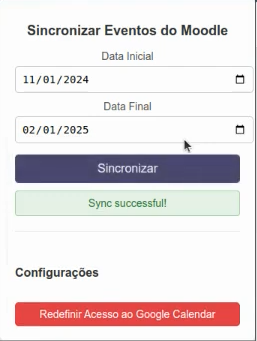 Sincronizar Eventos do Moodle
Data Inicial
11/01/2024
Data Final
02/01/2025
Sincronizar
Sync successful!
Configurações
Redefinir Acesso ao Google Calendar